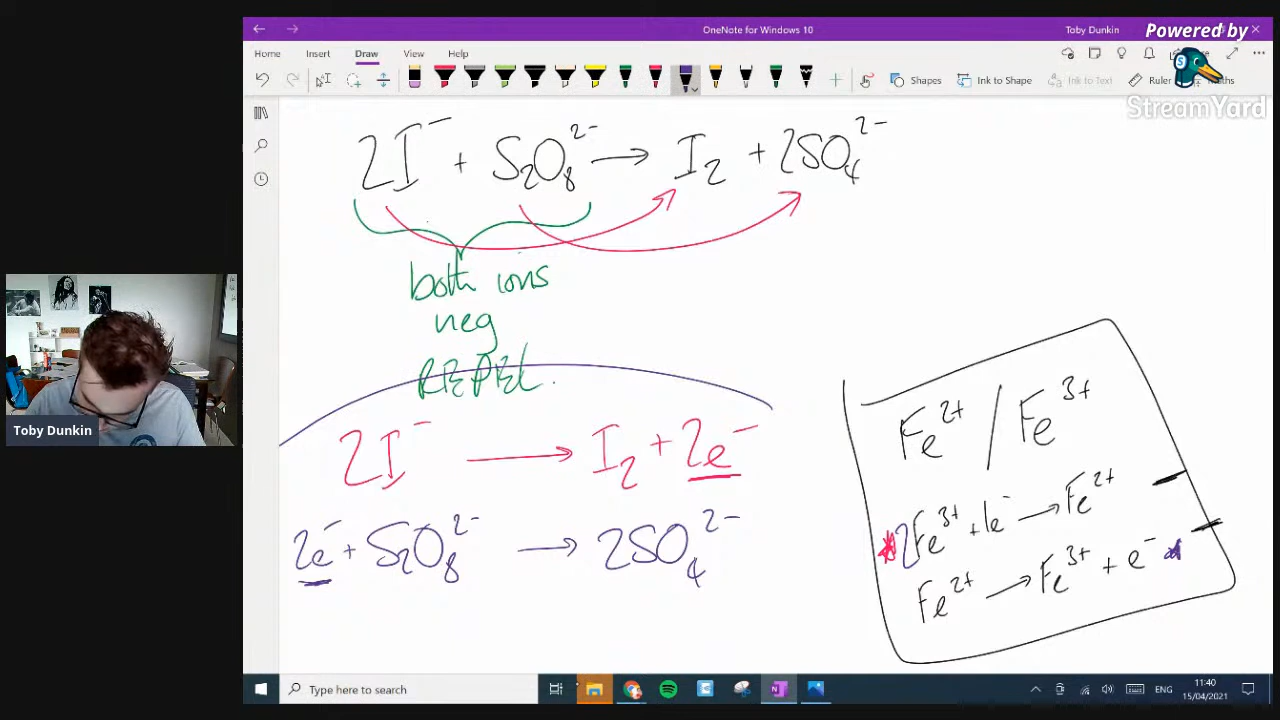 OneNote for Windows 10
Toby Dunkin
Powered by
StreamYard
Home Insert Draw View Help
Shapes Ink to Shape Ink to Text Ruler
2I⁻ + S₂O₈²⁻ → I₂ + 2SO₄²⁻
both ions
neg
REPEL.
2I⁻ → I₂ + 2e⁻
2e⁻ + S₂O₈²⁻ → 2SO₄²⁻
Fe²⁺ / Fe³⁺
*2Fe³⁺ + 1e⁻ → Fe²⁺
Fe²⁺ → Fe³⁺ + e⁻
Toby Dunkin
Type here to search
ENG
11:40
15/04/2021